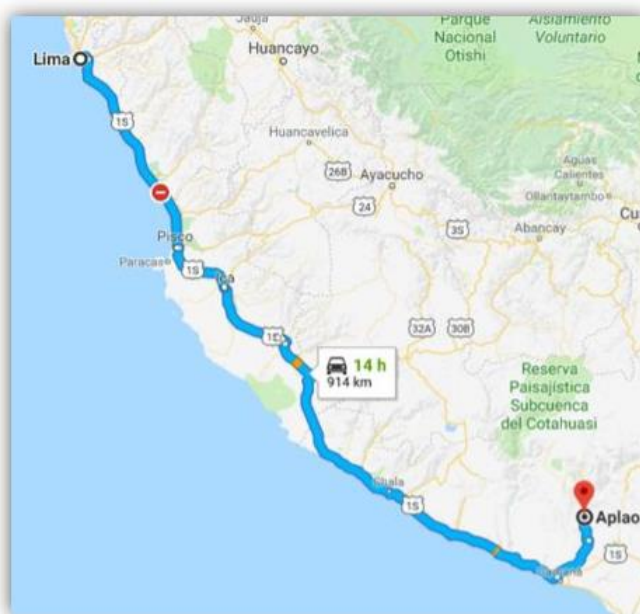 Jauja
Parque
Nacional
Otishi
Aislamiento
Voluntario
Lima
Huancayo
1S
Huancavelica
26B
Ayacucho
24
3S
Aguas
Calientes
Ollantaytambo
Abancay
Pisco
Paracas
1S
Ica
32A
30B
14 h
914 km
Reserva
Paisajística
Subcuenca
del Cotahuasi
Chala
1S
Aplao
1S